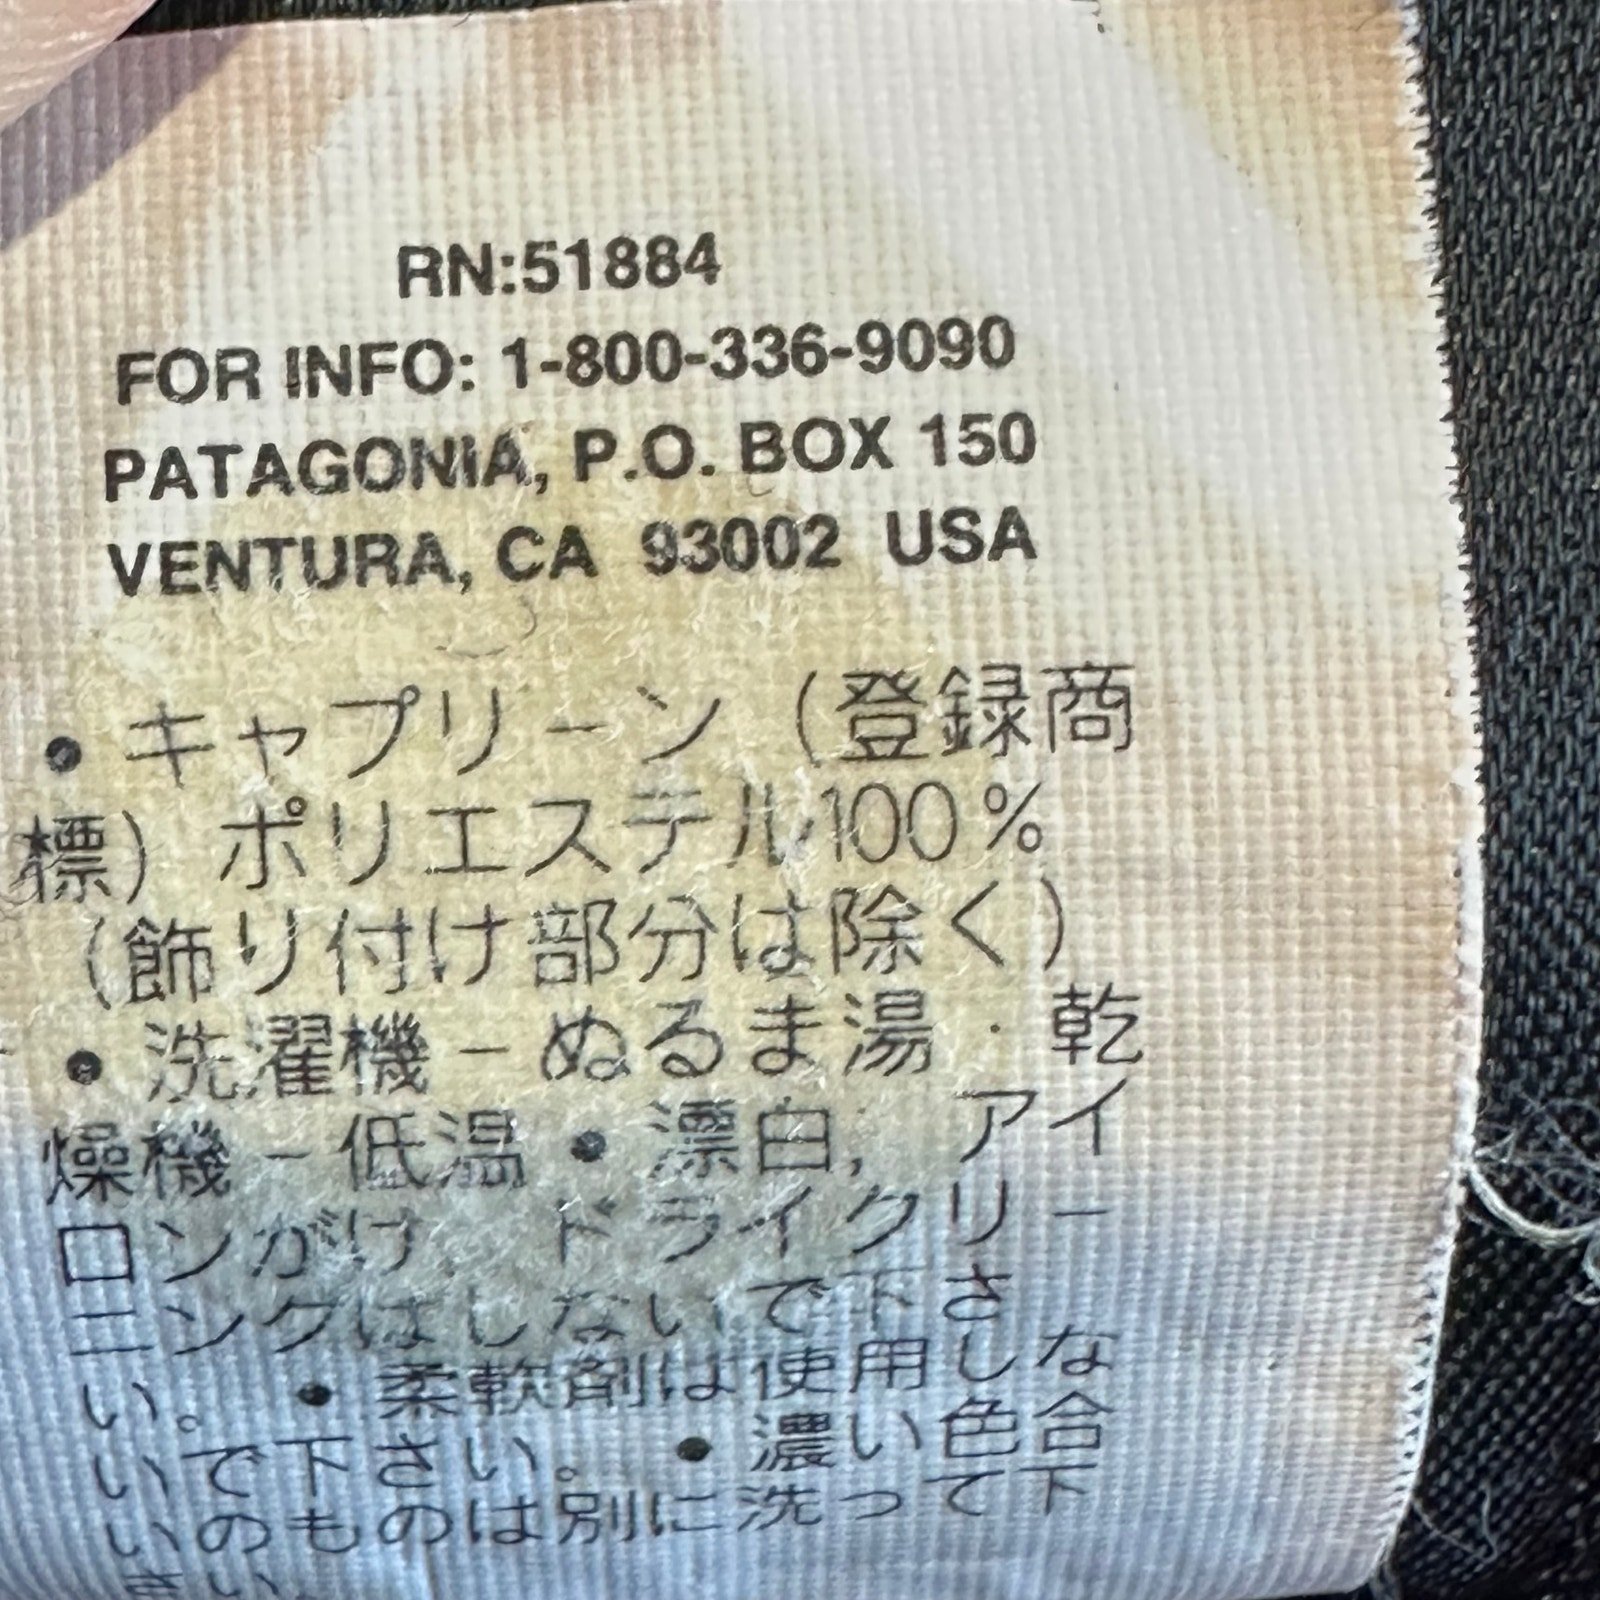 RN:51884
FOR INFO: 1-800-336-9090
PATAGONIA, P.O. BOX 150
VENTURA, CA 93002 USA
• キャプリーン (登録商
標) ポリエステル100%
(飾り付け部分は除く)
• 洗濯機－ぬるま湯・乾
燥機－低温 • 漂白, アイ
ロンがけ, ドライクリー
ニングはしないで下さ
い。 • 柔軟剤は使用しな
いで下さい。 • 濃い色合
いのものは別に洗って下
さい